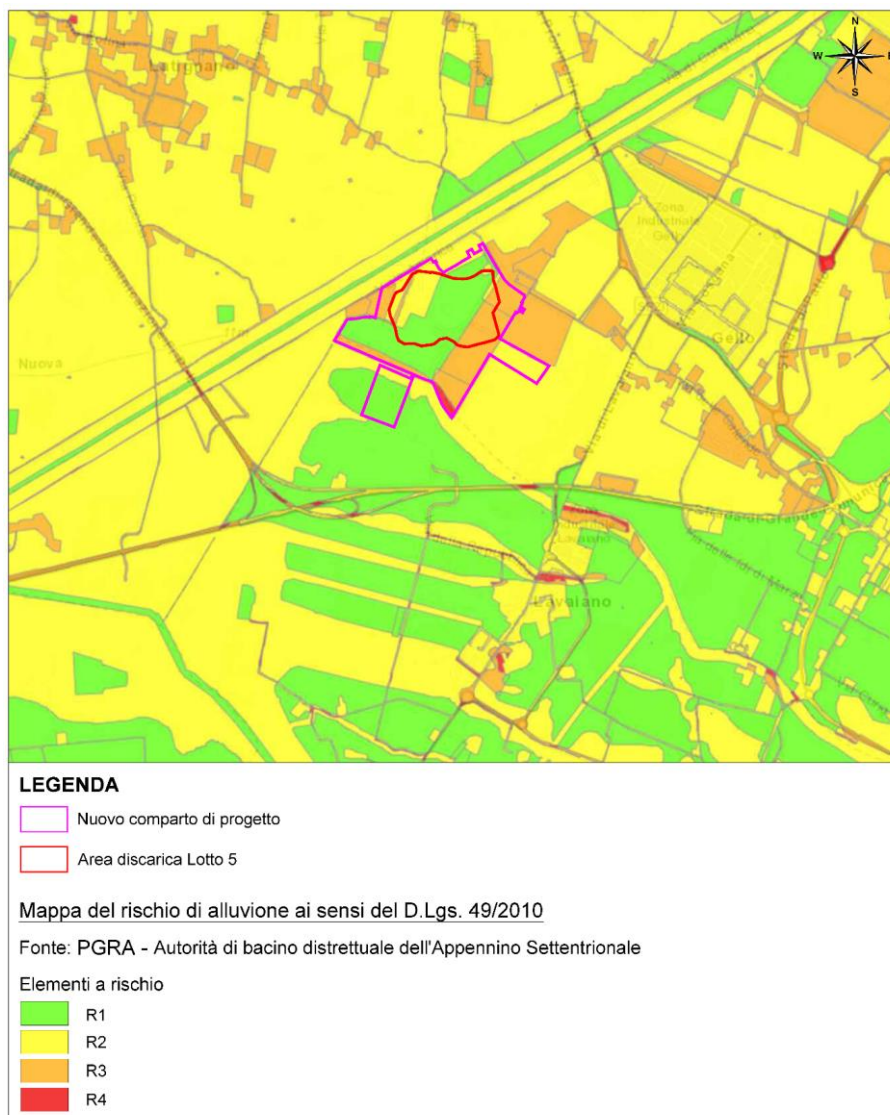 N
W
S
Latignano
Zona
Industriale
Gello
Gello
Nuova
11m
Zona
Lavaiano
LEGENDA
Nuovo comparto di progetto
Area discarica Lotto 5
Mappa del rischio di alluvione ai sensi del D.Lgs. 49/2010
Fonte: PGRA - Autorità di bacino distrettuale dell'Appennino Settentrionale
Elementi a rischio
R1
R2
R3
R4